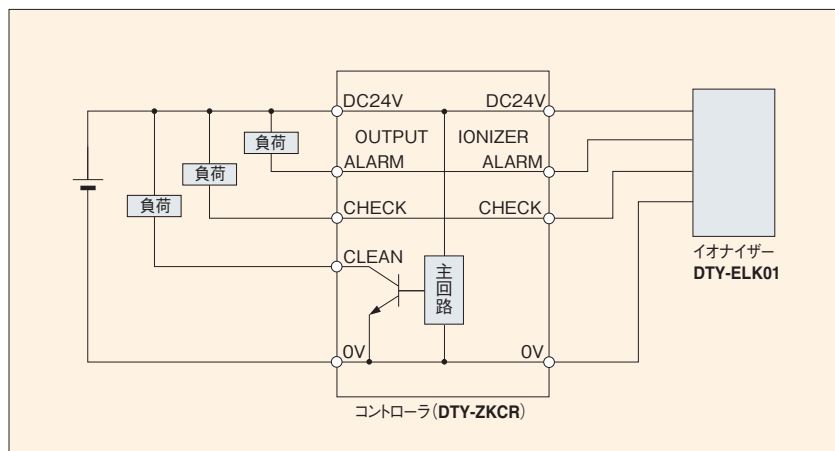 DC24V DC24V
OUTPUT IONIZER
負荷
ALARM ALARM
負荷
CHECK CHECK
負荷
CLEAN
主回路
イオナイザー
DTY-ELK01
0V 0V
コントローラ(DTY-ZKCR)